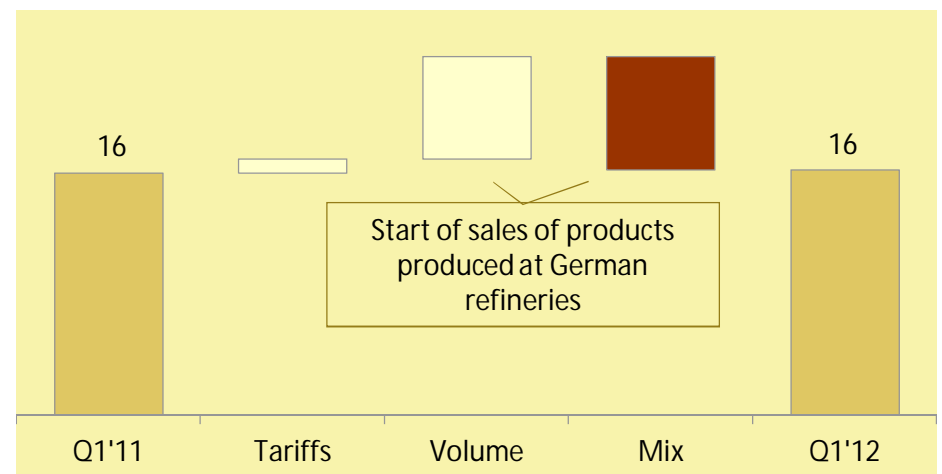 16
16
Start of sales of products
produced at German
refineries
Q1'11
Tariffs
Volume
Mix
Q1'12